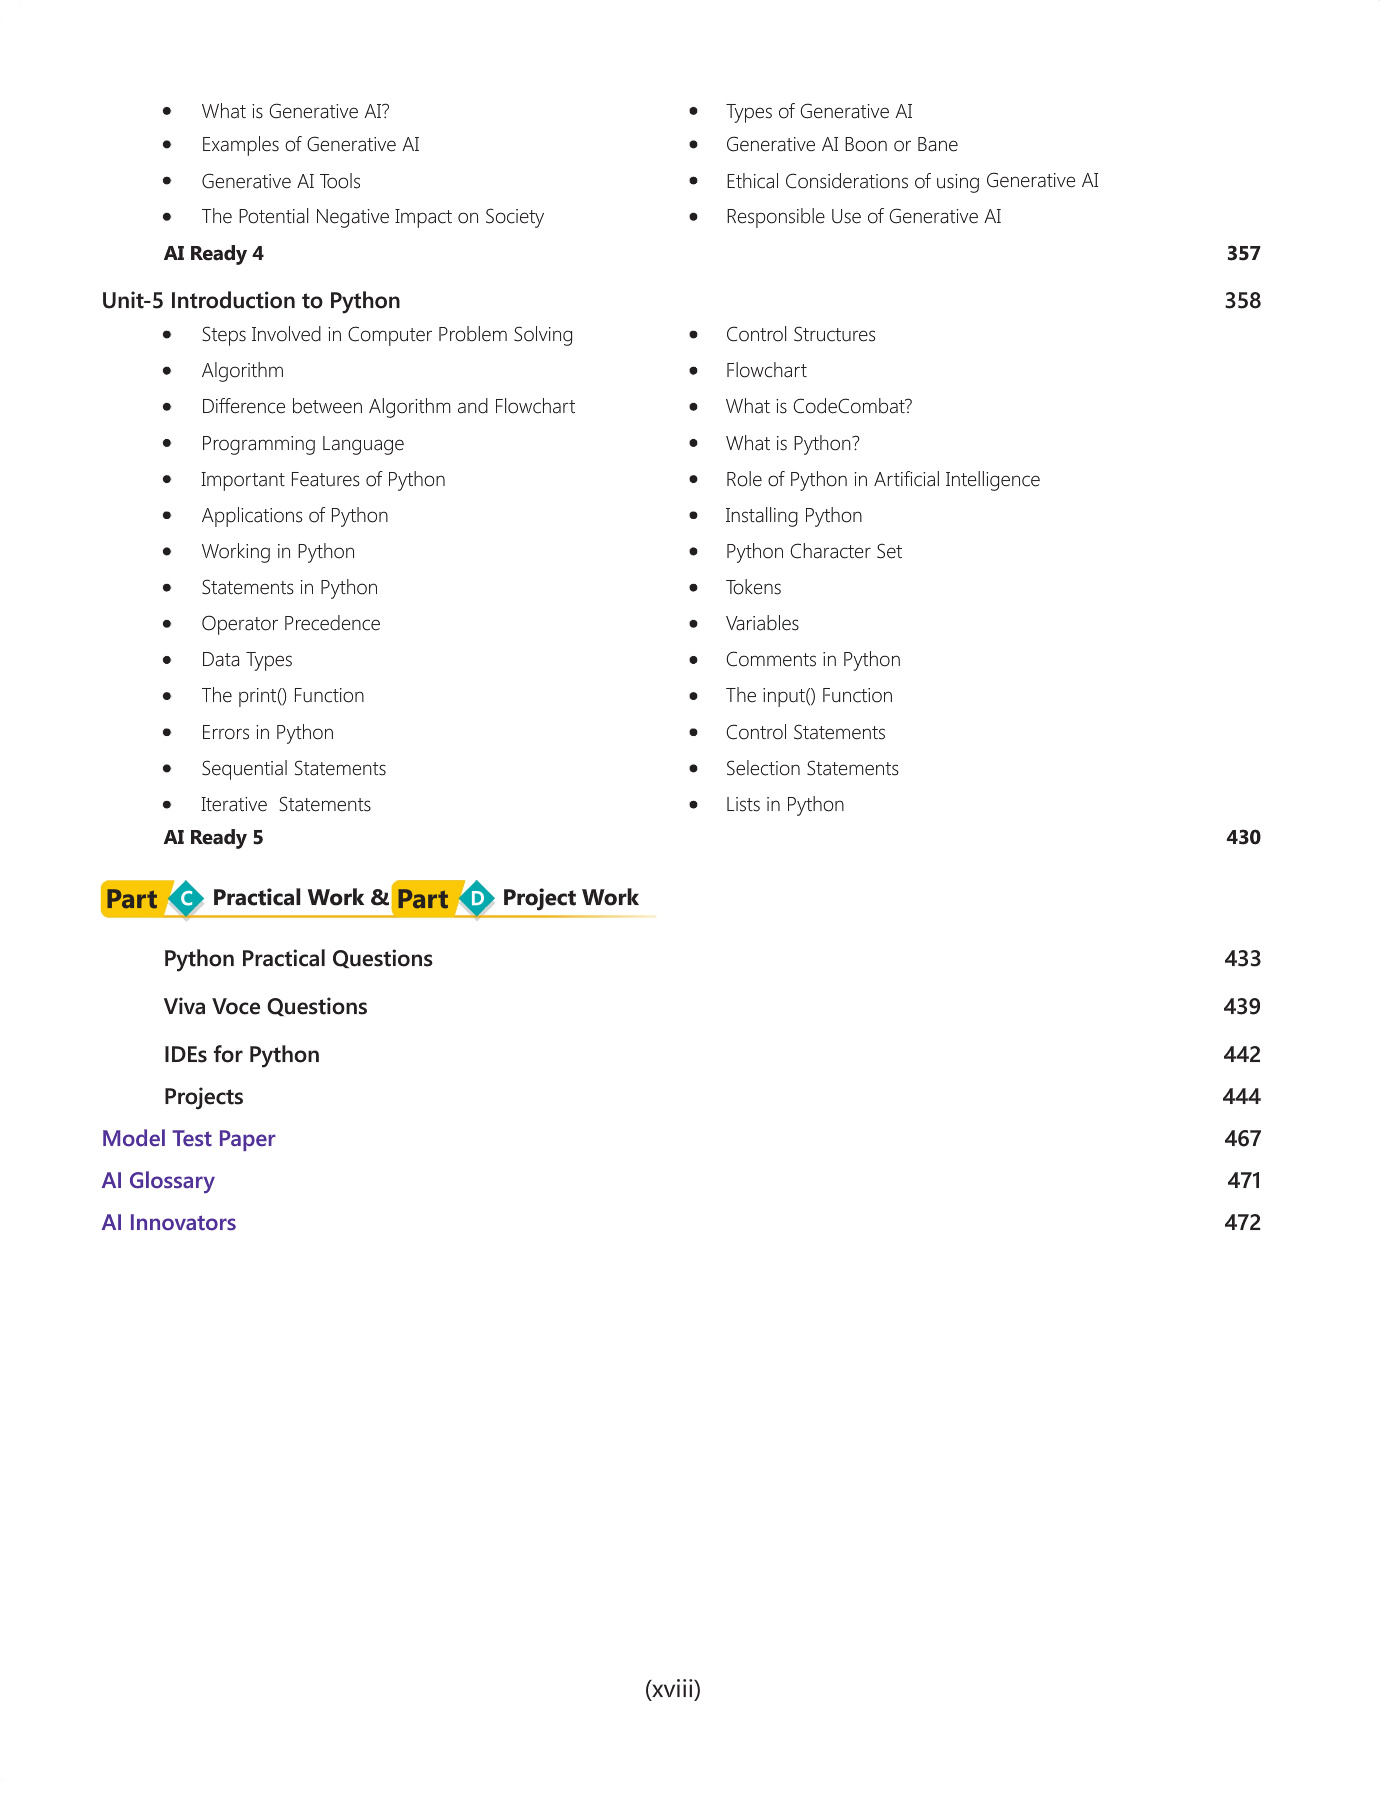 • What is Generative AI? • Types of Generative AI
• Examples of Generative AI • Generative AI Boon or Bane
• Generative AI Tools • Ethical Considerations of using Generative AI
• The Potential Negative Impact on Society • Responsible Use of Generative AI
AI Ready 4 357
Unit-5 Introduction to Python 358
• Steps Involved in Computer Problem Solving • Control Structures
• Algorithm • Flowchart
• Difference between Algorithm and Flowchart • What is CodeCombat?
• Programming Language • What is Python?
• Important Features of Python • Role of Python in Artificial Intelligence
• Applications of Python • Installing Python
• Working in Python • Python Character Set
• Statements in Python • Tokens
• Operator Precedence • Variables
• Data Types • Comments in Python
• The print() Function • The input() Function
• Errors in Python • Control Statements
• Sequential Statements • Selection Statements
• Iterative  Statements • Lists in Python
AI Ready 5 430
Part C Practical Work & Part D Project Work
Python Practical Questions 433
Viva Voce Questions 439
IDEs for Python 442
Projects 444
Model Test Paper 467
AI Glossary 471
AI Innovators 472
(xviii)